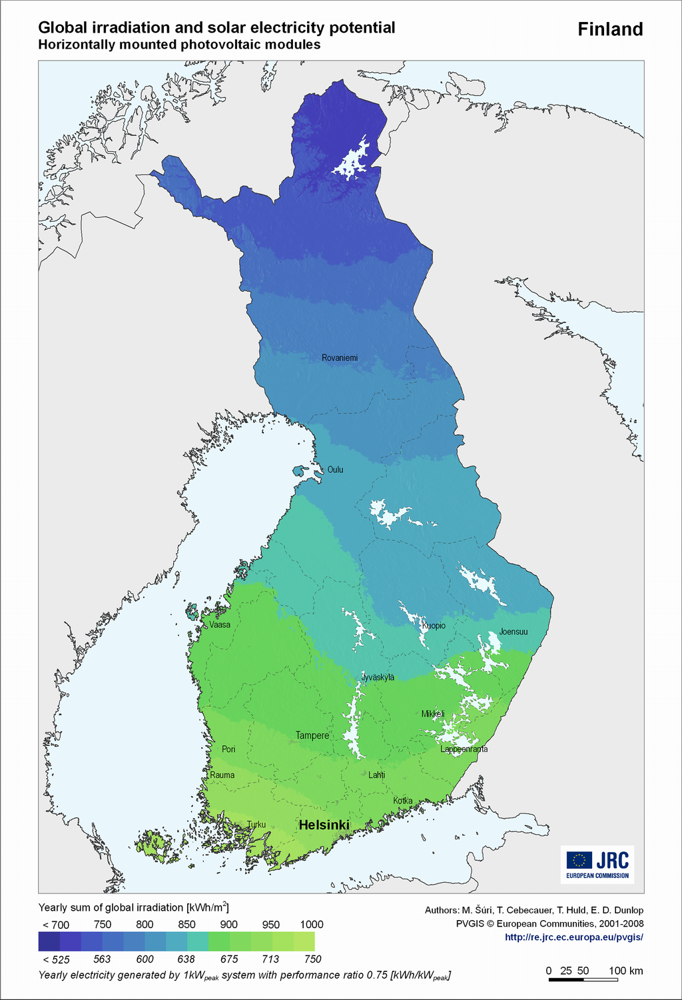 Global irradiation and solar electricity potential
Horizontally mounted photovoltaic modules
Finland
Rovaniemi
Oulu
Vaasa
Kuopio
Joensuu
Jyväskylä
Mikkeli
Tampere
Pori
Lappeenranta
Rauma
Lahti
Kotka
Turku
Helsinki
JRC
EUROPEAN COMMISSION
Yearly sum of global irradiation [kWh/m²]
< 700 750 800 850 900 950 1000
< 525 563 600 638 675 713 750
Yearly electricity generated by 1kWpeak system with performance ratio 0.75 [kWh/kWpeak]
Authors: M. Šúri, T. Cebecauer, T. Huld, E. D. Dunlop
PVGIS © European Communities, 2001-2008
http://re.jrc.ec.europa.eu/pvgis/
0 25 50 100 km